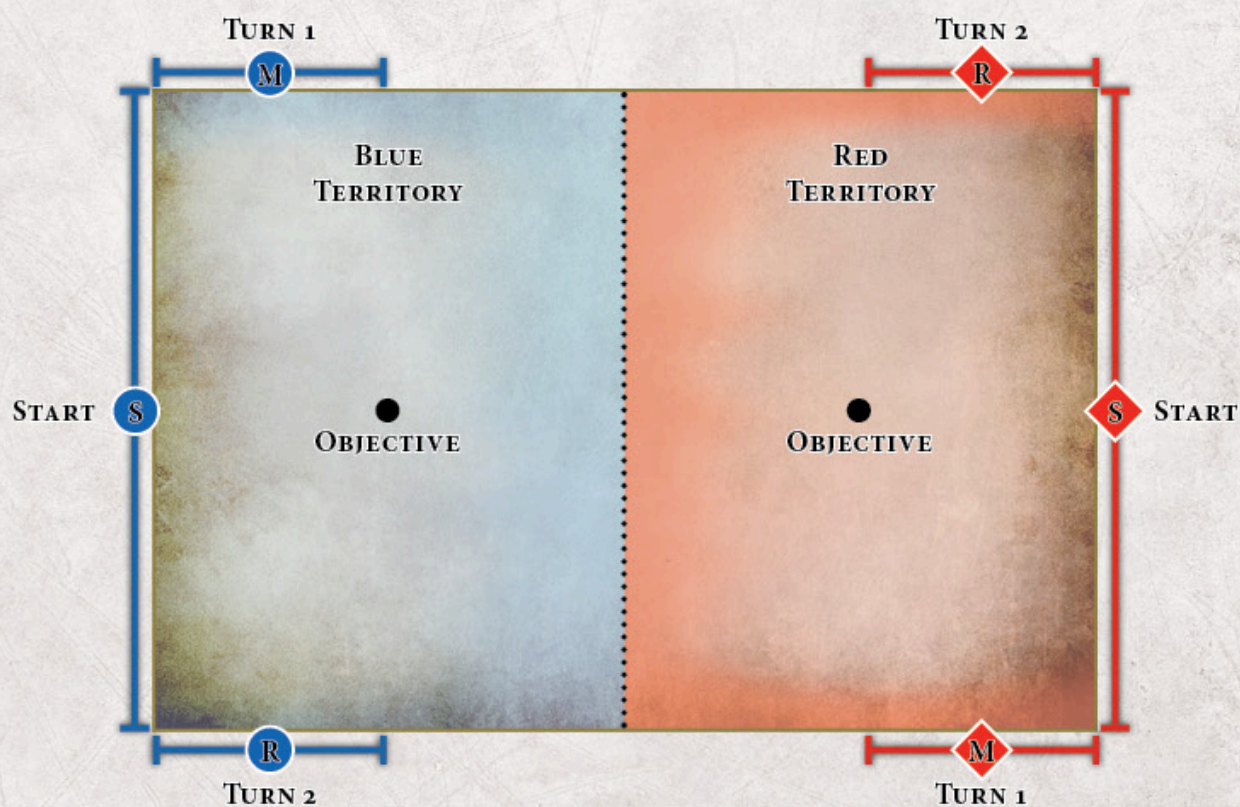 Turn 1
Turn 2
M
R
Blue
Territory
Red
Territory
Start
S
S
Start
Objective
Objective
R
M
Turn 2
Turn 1